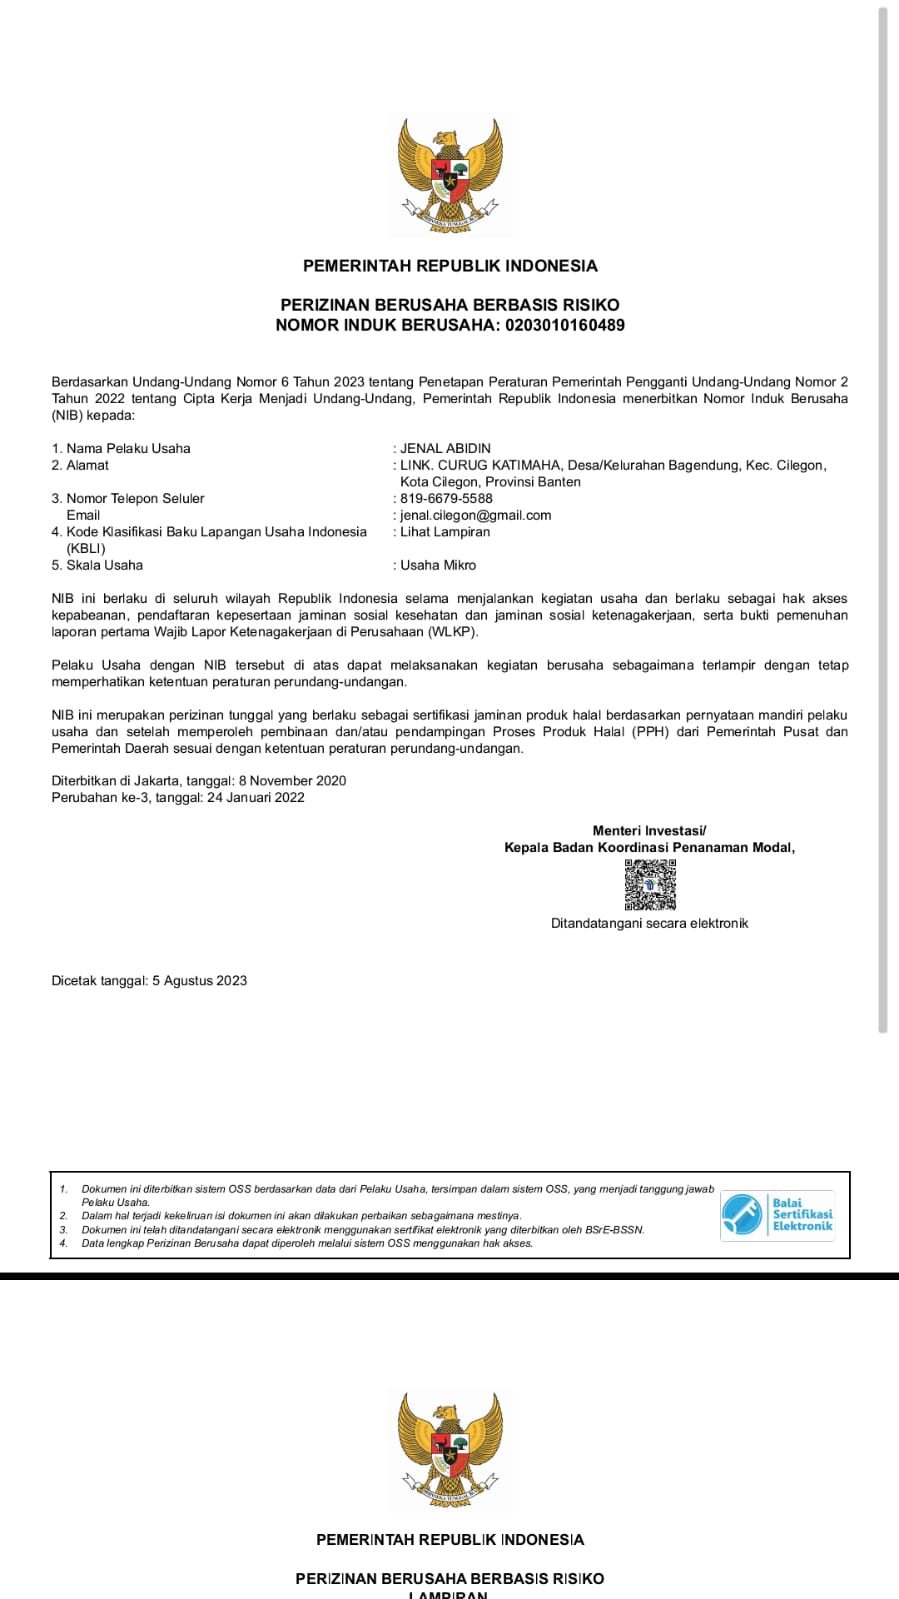 PEMERINTAH REPUBLIK INDONESIA
PERIZINAN BERUSAHA BERBASIS RISIKO
NOMOR INDUK BERUSAHA: 0203010160489
Berdasarkan Undang-Undang Nomor 6 Tahun 2023 tentang Penetapan Peraturan Pemerintah Pengganti Undang-Undang Nomor 2
Tahun 2022 tentang Cipta Kerja Menjadi Undang-Undang, Pemerintah Republik Indonesia menerbitkan Nomor Induk Berusaha
(NIB) kepada:
1. Nama Pelaku Usaha : JENAL ABIDIN
2. Alamat : LINK. CURUG KATIMAHA, Desa/Kelurahan Bagendung, Kec. Cilegon,
Kota Cilegon, Provinsi Banten
3. Nomor Telepon Seluler : 819-6679-5588
Email : jenal.cilegon@gmail.com
4. Kode Klasifikasi Baku Lapangan Usaha Indonesia : Lihat Lampiran
(KBLI)
5. Skala Usaha : Usaha Mikro
NIB ini berlaku di seluruh wilayah Republik Indonesia selama menjalankan kegiatan usaha dan berlaku sebagai hak akses
kepabeanan, pendaftaran kepesertaan jaminan sosial kesehatan dan jaminan sosial ketenagakerjaan, serta bukti pemenuhan
laporan pertama Wajib Lapor Ketenagakerjaan di Perusahaan (WLKP).
Pelaku Usaha dengan NIB tersebut di atas dapat melaksanakan kegiatan berusaha sebagaimana terlampir dengan tetap
memperhatikan ketentuan peraturan perundang-undangan.
NIB ini merupakan perizinan tunggal yang berlaku sebagai sertifikasi jaminan produk halal berdasarkan pernyataan mandiri pelaku
usaha dan setelah memperoleh pembinaan dan/atau pendampingan Proses Produk Halal (PPH) dari Pemerintah Pusat dan
Pemerintah Daerah sesuai dengan ketentuan peraturan perundang-undangan.
Diterbitkan di Jakarta, tanggal: 8 November 2020
Perubahan ke-3, tanggal: 24 Januari 2022
Menteri Investasi/
Kepala Badan Koordinasi Penanaman Modal,
Ditandatangani secara elektronik
Dicetak tanggal: 5 Agustus 2023
1. Dokumen ini diterbitkan sistem OSS berdasarkan data dari Pelaku Usaha, tersimpan dalam sistem OSS, yang menjadi tanggung jawab
Pelaku Usaha.
2. Dalam hal terjadi kekeliruan isi dokumen ini akan dilakukan perbaikan sebagaimana mestinya.
3. Dokumen ini telah ditandatangani secara elektronik menggunakan sertifikat elektronik yang diterbitkan oleh BSrE-BSSN.
4. Data lengkap Perizinan Berusaha dapat diperoleh melalui sistem OSS menggunakan hak akses.
Balai
Sertifikasi
Elektronik
PEMERINTAH REPUBLIK INDONESIA
PERIZINAN BERUSAHA BERBASIS RISIKO
LAMPIRAN